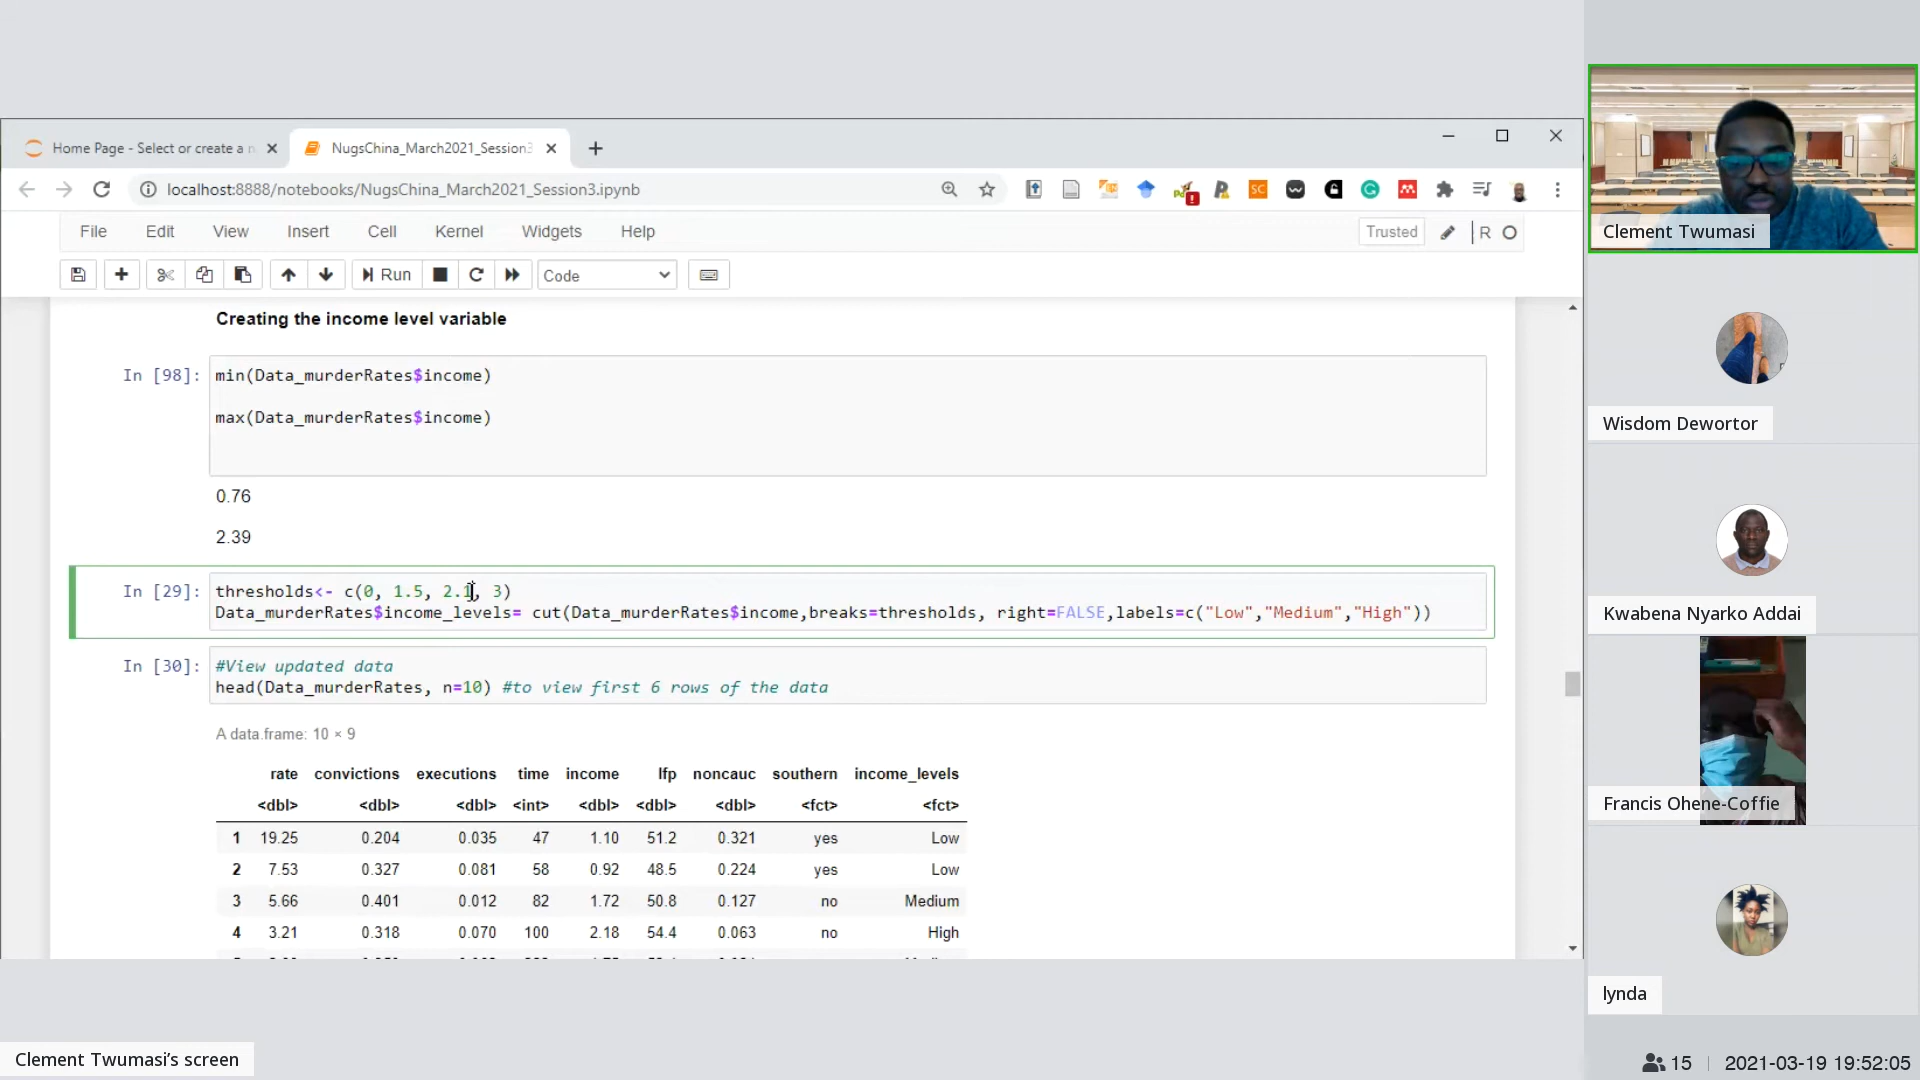 Home Page - Select or create a n
NugsChina_March2021_Session3
localhost:8888/notebooks/NugsChina_March2021_Session3.ipynb
File Edit View Insert Cell Kernel Widgets Help Trusted R
Run Code
Creating the income level variable
In [98]: min(Data_murderRates$income)
max(Data_murderRates$income)
0.76
2.39
In [29]: thresholds<- c(0, 1.5, 2.1, 3)
Data_murderRates$income_levels= cut(Data_murderRates$income,breaks=thresholds, right=FALSE,labels=c("Low","Medium","High"))
In [30]: #View updated data
head(Data_murderRates, n=10) #to view first 6 rows of the data
A data.frame: 10 × 9
rate convictions executions time income lfp noncauc southern income_levels
<dbl> <dbl> <dbl> <int> <dbl> <dbl> <dbl> <fct> <fct>
1 19.25 0.204 0.035 47 1.10 51.2 0.321 yes Low
2 7.53 0.327 0.081 58 0.92 48.5 0.224 yes Low
3 5.66 0.401 0.012 82 1.72 50.8 0.127 no Medium
4 3.21 0.318 0.070 100 2.18 54.4 0.063 no High
Clement Twumasi
Wisdom Dewortor
Kwabena Nyarko Addai
Francis Ohene-Coffie
lynda
Clement Twumasi's screen
15 2021-03-19 19:52:05